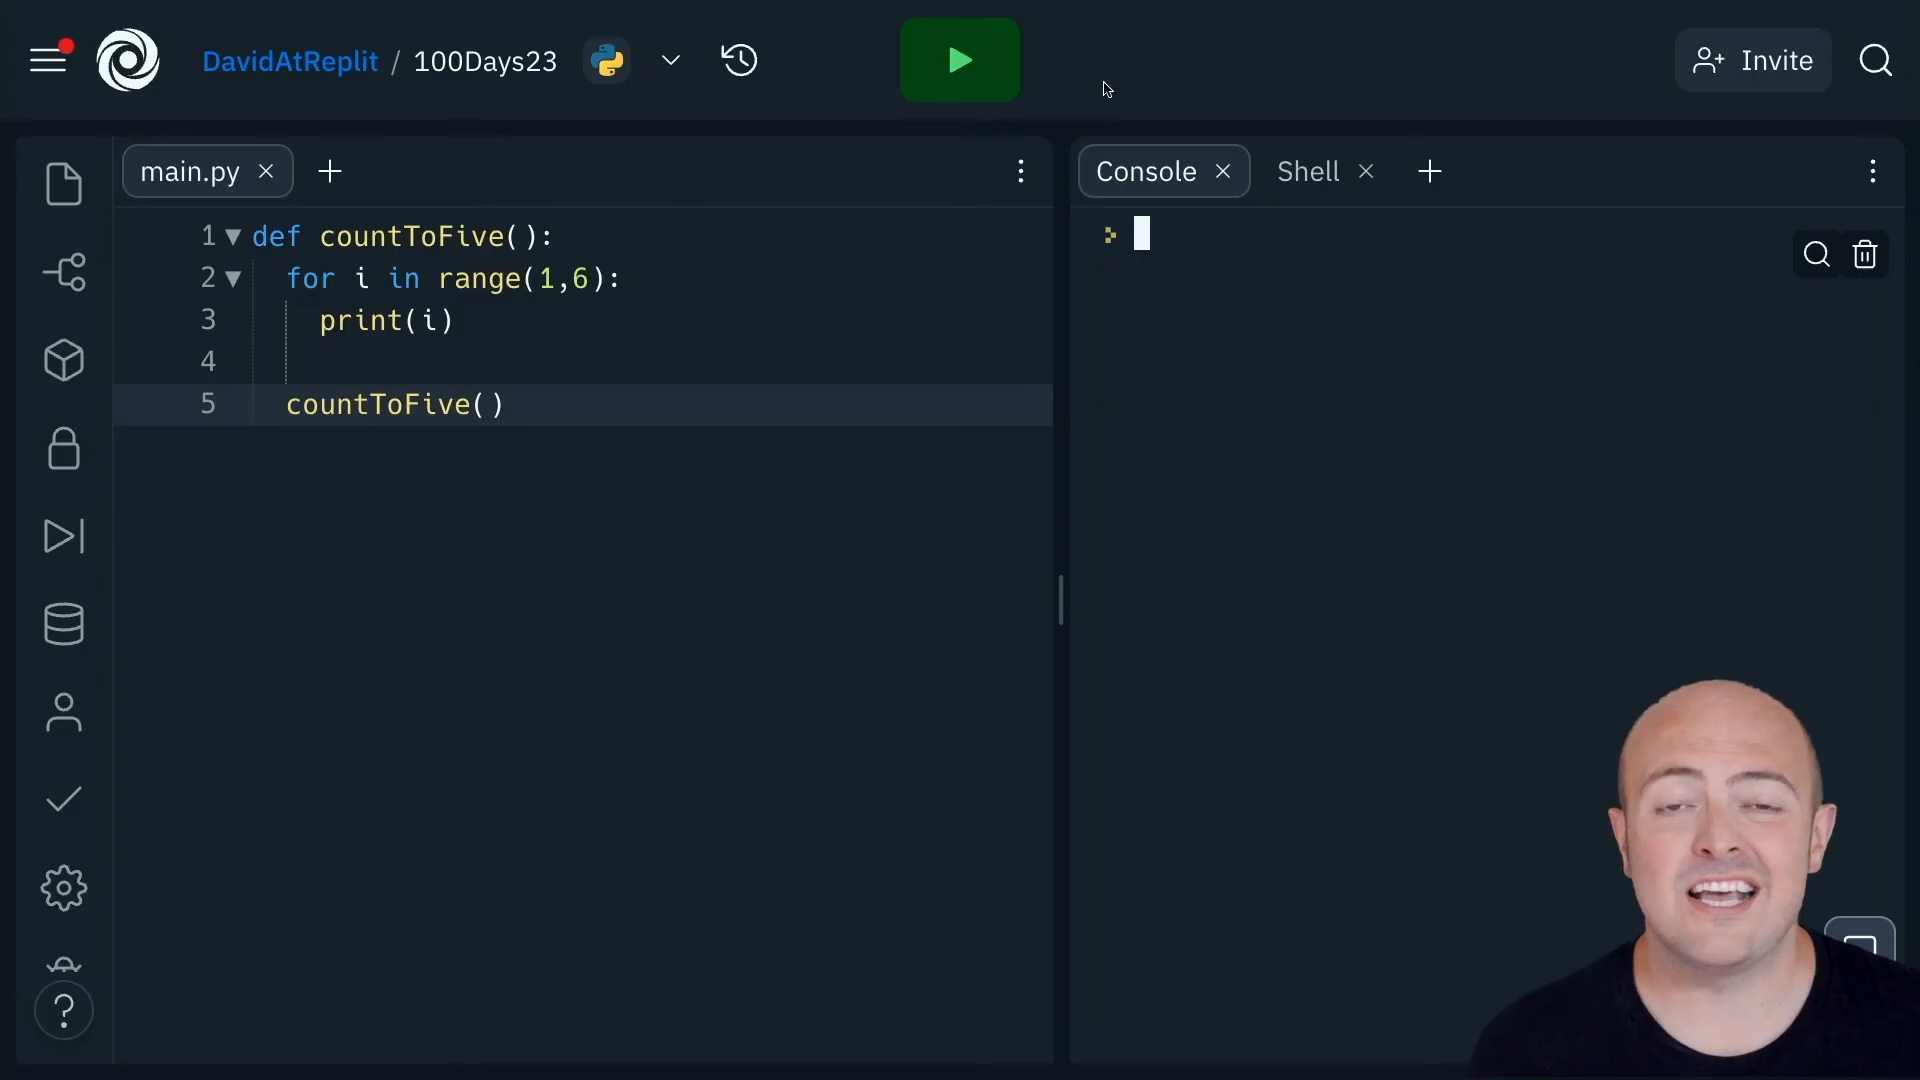 DavidAtReplit / 100Days23
Invite
main.py
Console
Shell
1 def countToFive():
2   for i in range(1,6):
3     print(i)
4
5   countToFive()
?